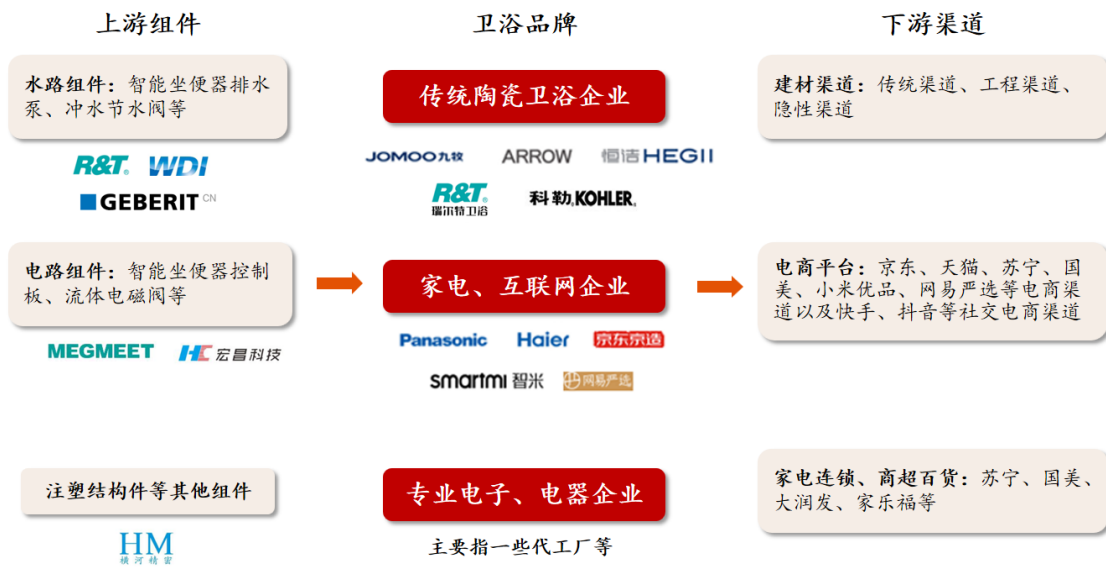 上游组件
卫浴品牌
下游渠道
水路组件：智能坐便器排水
泵、冲水节水阀等
R&T.
WDI
GEBERIT CN
电路组件：智能坐便器控制
板、流体电磁阀等
MEGMEET
HC 宏昌科技
注塑结构件等其他组件
HM
横河精密
传统陶瓷卫浴企业
JOMOO九牧
ARROW
恒洁HEGII
R&T.
瑞尔特卫浴
科勒.KOHLER.
家电、互联网企业
Panasonic
Haier
京东京造
smartmi 智米
网易严选
专业电子、电器企业
主要指一些代工厂等
建材渠道：传统渠道、工程渠道、
隐性渠道
电商平台：京东、天猫、苏宁、国
美、小米优品、网易严选等电商渠
道以及快手、抖音等社交电商渠道
家电连锁、商超百货：苏宁、国美、
大润发、家乐福等